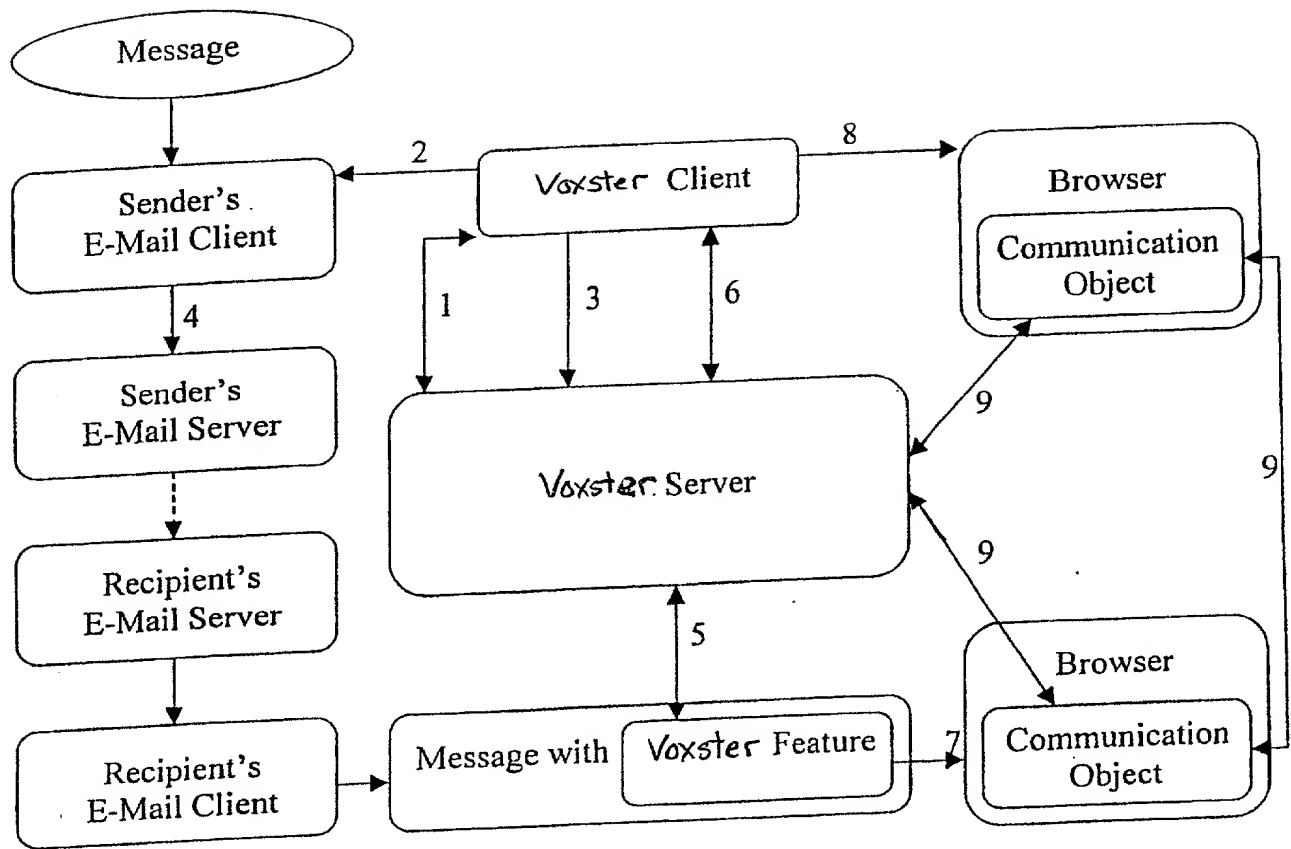 Message
2
8
Voxster Client
Browser
Sender's
E-Mail Client
Communication
Object
1
3
6
4
Sender's
E-Mail Server
9
9
Voxster Server
9
Recipient's
E-Mail Server
5
Browser
Message with Voxster Feature
7
Communication
Object
Recipient's
E-Mail Client